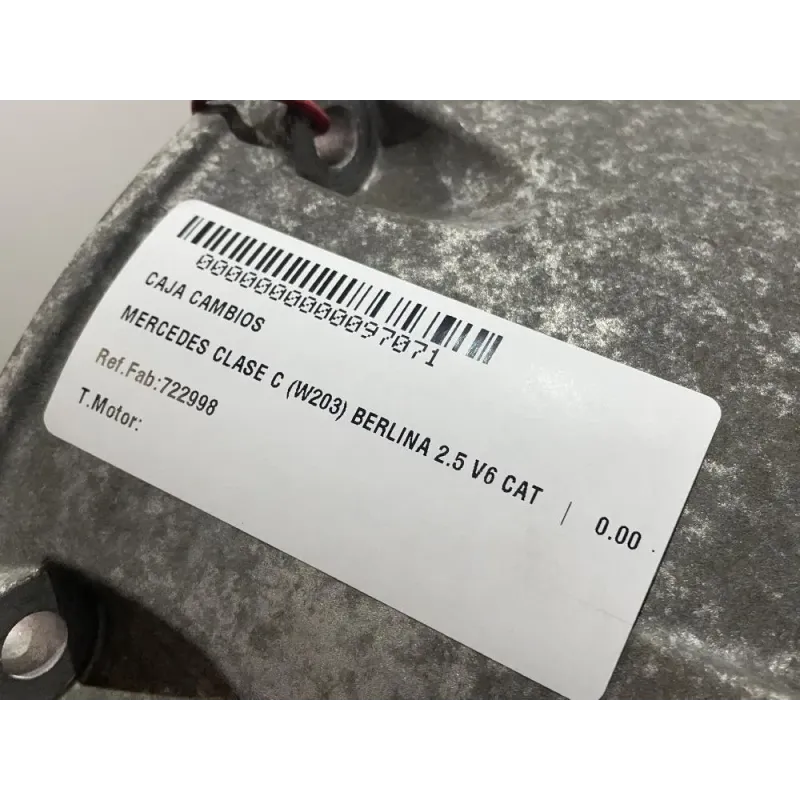 0000000000097071
CAJA CAMBIOS
MERCEDES CLASE C (W203) BERLINA 2.5 V6 CAT | 0.00
Ref.Fab:722998
T.Motor: